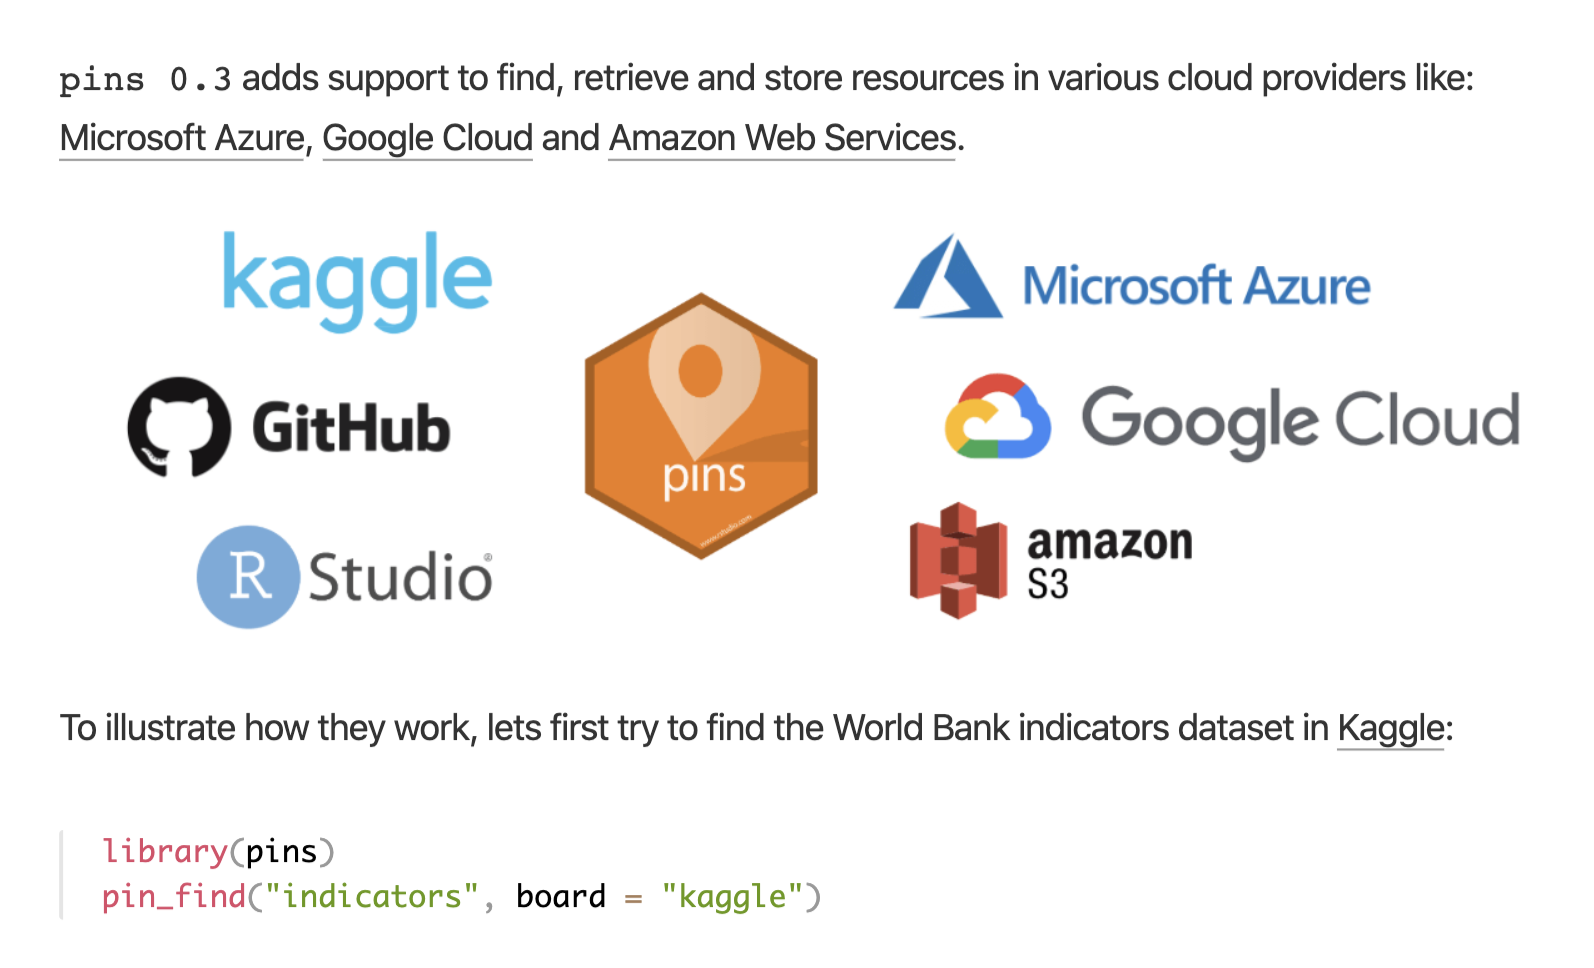 pins 0.3 adds support to find, retrieve and store resources in various cloud providers like:
Microsoft Azure, Google Cloud and Amazon Web Services.
kaggle
Microsoft Azure
GitHub
Google Cloud
pins
www.rstudio.com
R Studio®
amazon
S3
To illustrate how they work, lets first try to find the World Bank indicators dataset in Kaggle:
library(pins)
pin_find("indicators", board = "kaggle")